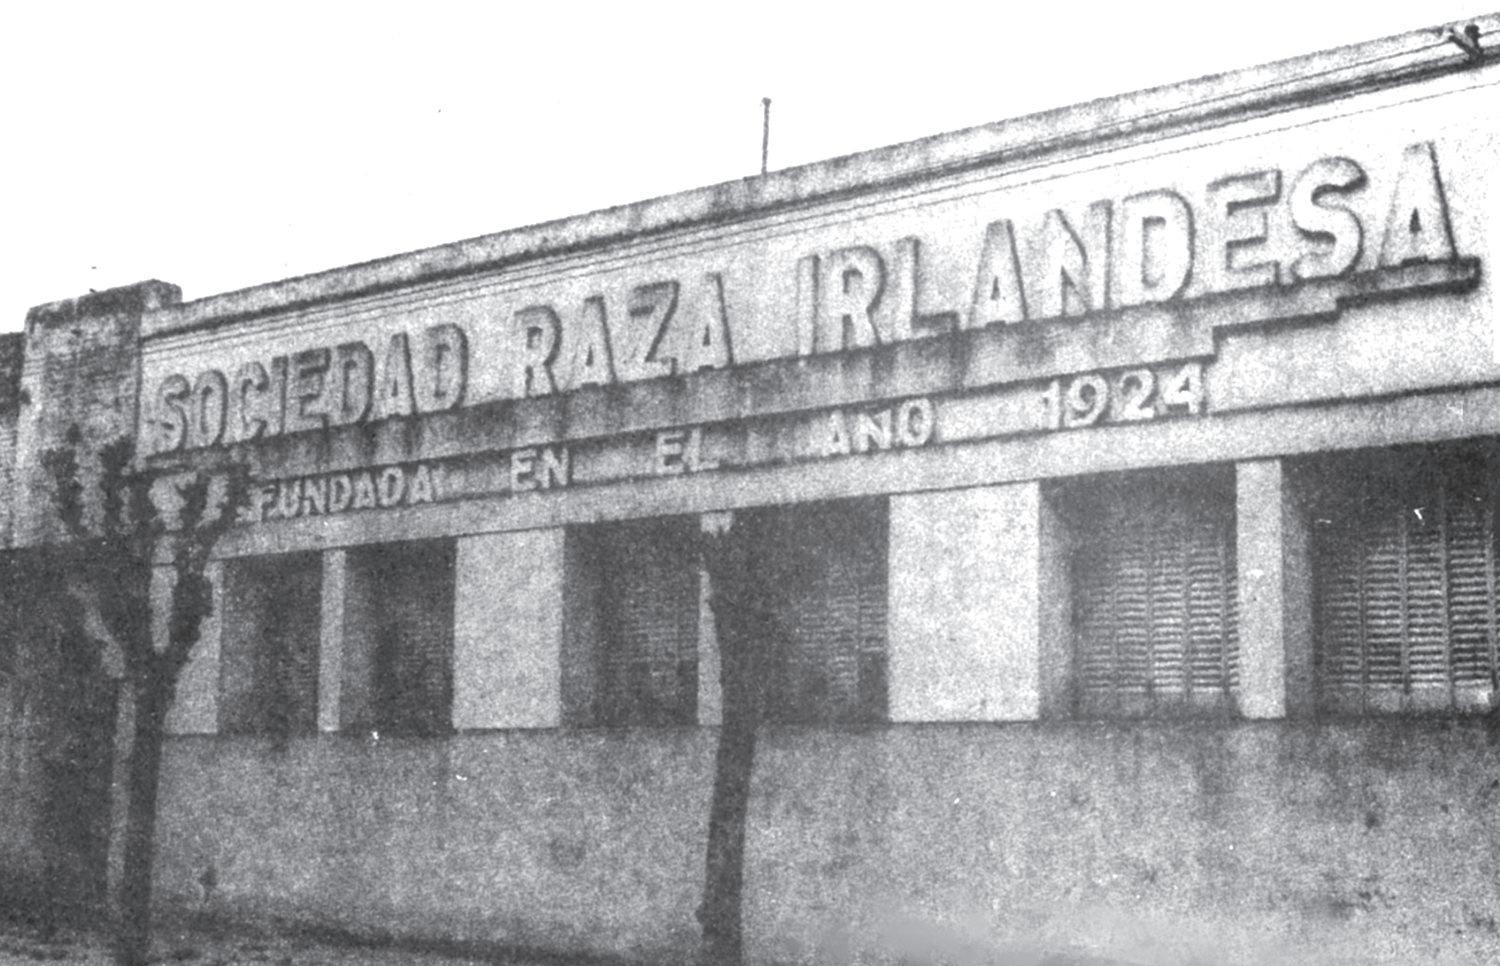 SOCIEDAD RAZA IRLANDESA
FUNDADA EN EL AÑO 1924